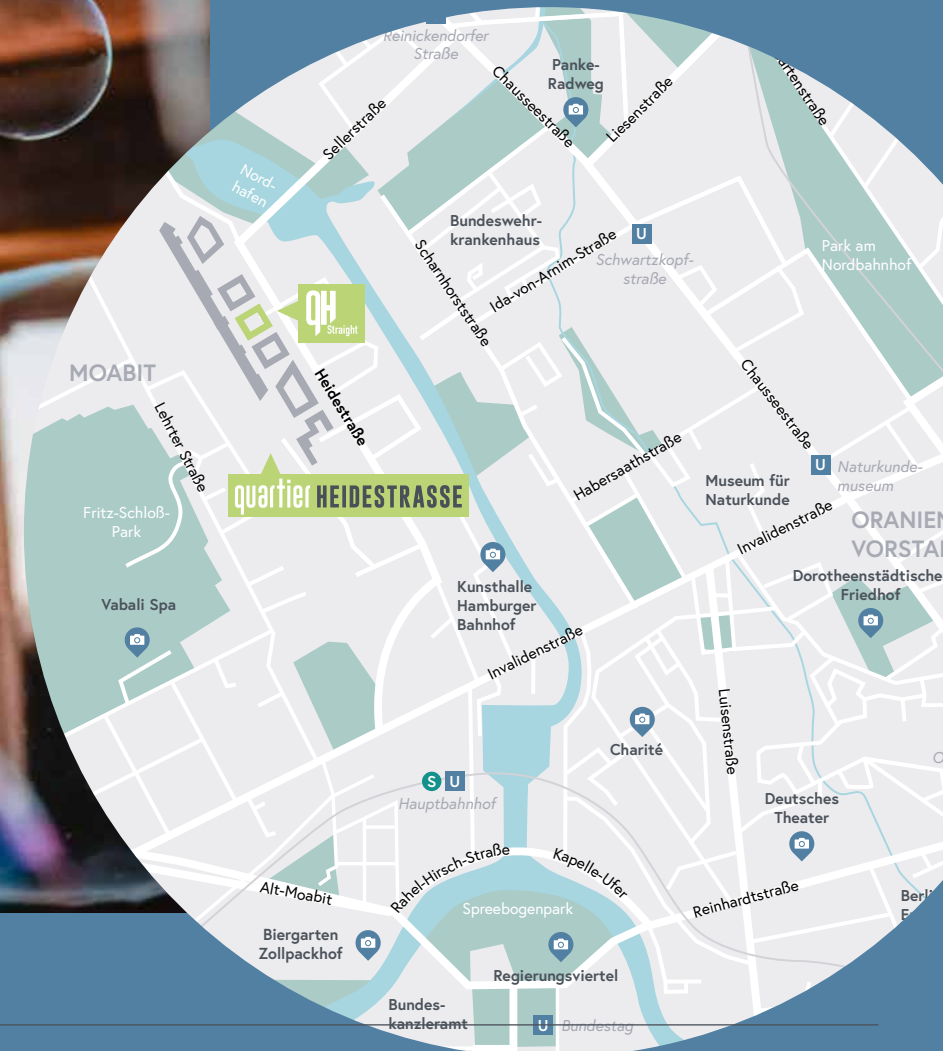 Reinickendorfer
Straße
Panke-
Radweg
Chausseestraße
Liesenstraße
Sellerstraße
Nord-
hafen
Bundeswehr-
krankenhaus
U
Schwartzkopf-
straße
Ida-von-Arnim-Straße
Scharnhorststraße
Park am
Nordbahnhof
QH
Straight
MOABIT
Heidestraße
Chausseestraße
Lehrter Straße
Habersaathstraße
U
Naturkunde-
museum
Museum für
Naturkunde
quartier HEIDESTRASSE
Fritz-Schloß-
Park
Invalidenstraße
Dorotheenstädtische
Friedhof
Kunsthalle
Hamburger
Bahnhof
Vabali Spa
Invalidenstraße
Luisenstraße
Charité
S U
Hauptbahnhof
Deutsches
Theater
Rahel-Hirsch-Straße
Kapelle-Ufer
Alt-Moabit
Reinhardtstraße
Spreebogenpark
Biergarten
Zollpackhof
Regierungsviertel
Bundes-
kanzleramt
U
Bundestag